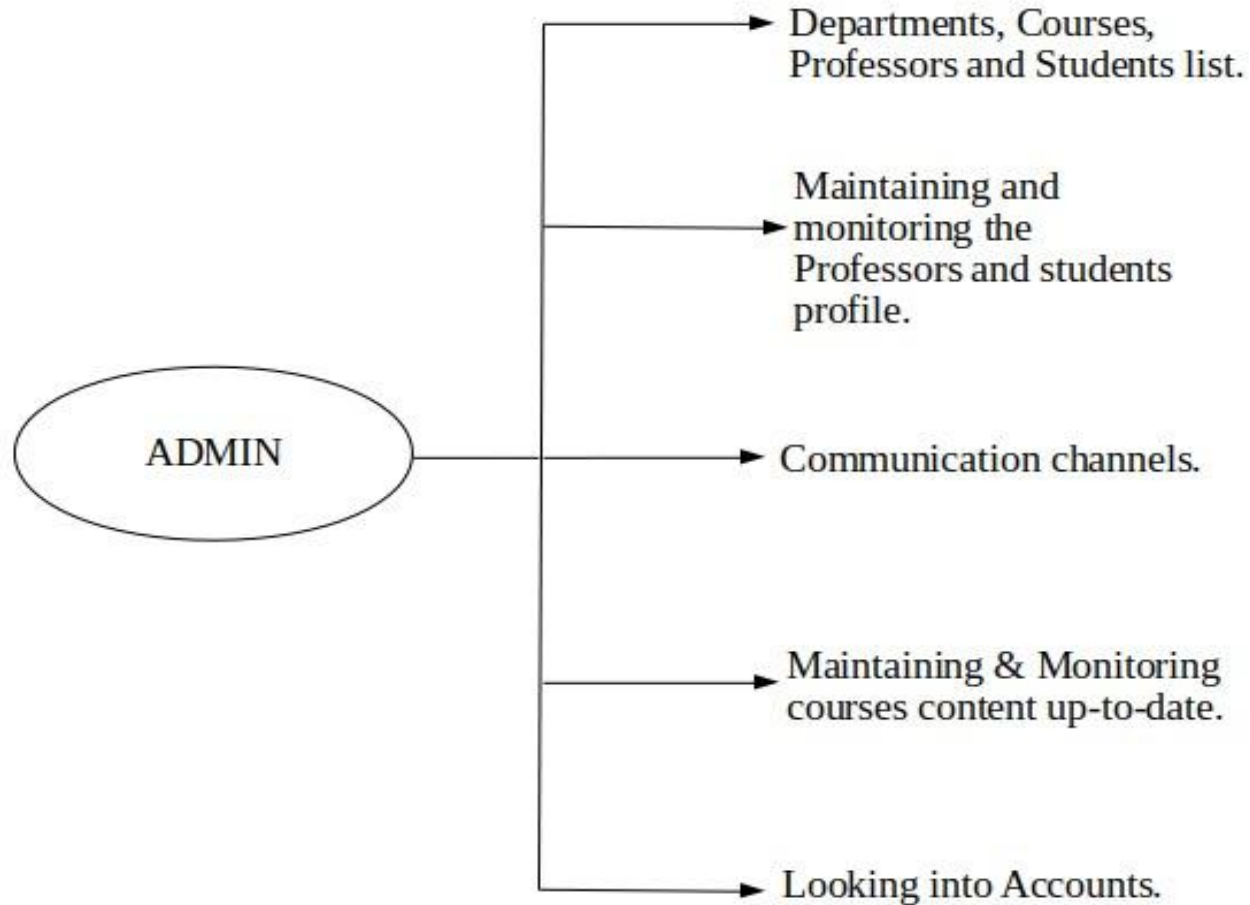 Departments, Courses,
Professors and Students list.
Maintaining and
monitoring the
Professors and students
profile.
ADMIN
Communication channels.
Maintaining & Monitoring
courses content up-to-date.
Looking into Accounts.